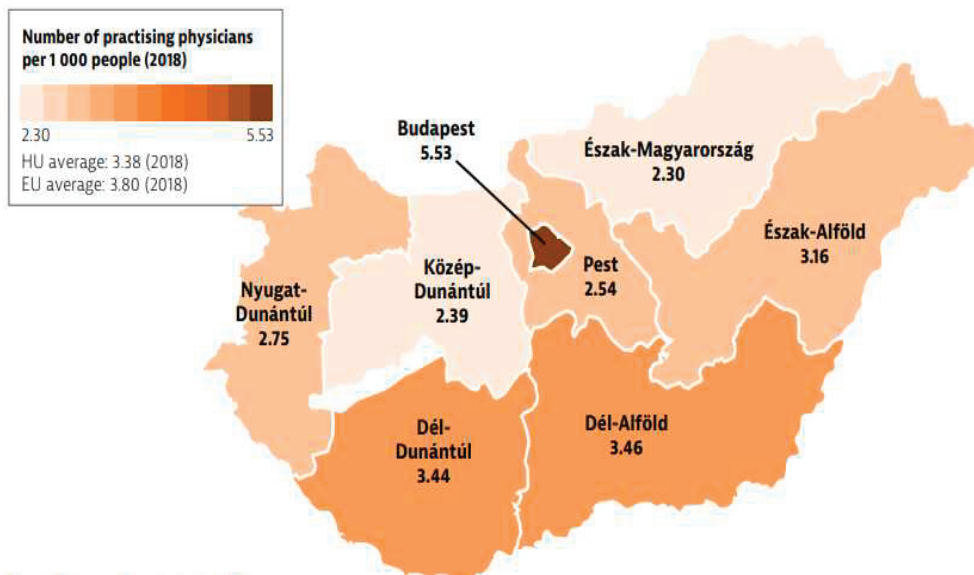 Number of practising physicians
per 1 000 people (2018)
2.30 5.53
HU average: 3.38 (2018)
EU average: 3.80 (2018)
Budapest
5.53
Észak-Magyarország
2.30
Észak-Alföld
3.16
Pest
2.54
Közép-
Dunántúl
2.39
Nyugat-
Dunántúl
2.75
Dél-
Dunántúl
3.44
Dél-Alföld
3.46